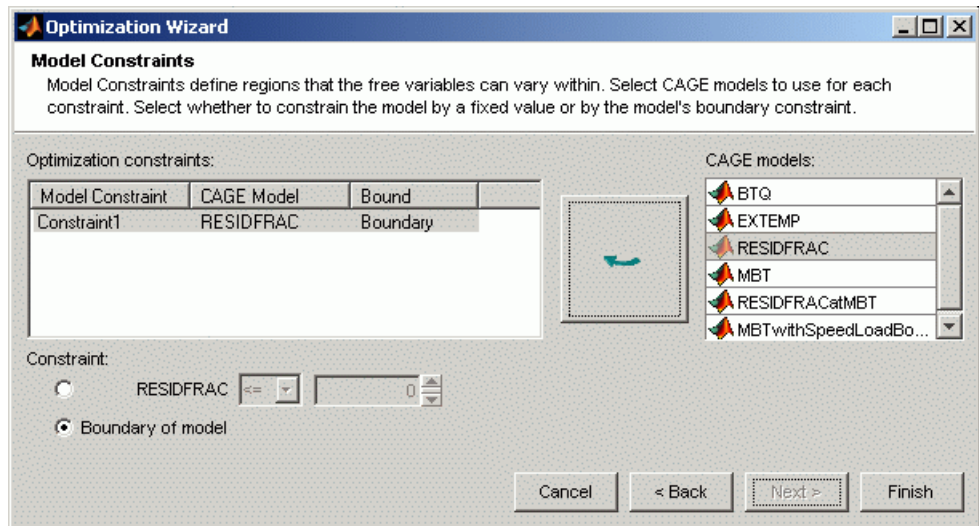 Optimization Wizard
Model Constraints
Model Constraints define regions that the free variables can vary within. Select CAGE models to use for each
constraint. Select whether to constrain the model by a fixed value or by the model's boundary constraint.
Optimization constraints:
Model Constraint CAGE Model Bound
Constraint1 RESIDFRAC Boundary
CAGE models:
BTQ
EXTEMP
RESIDFRAC
MBT
RESIDFRACatMBT
MBTwithSpeedLoadBo...
Constraint:
RESIDFRAC <= 0
Boundary of model
Cancel < Back Next > Finish